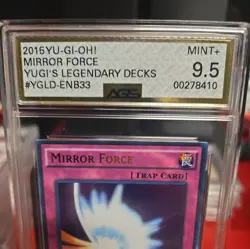 2015 YU-GI-OH!
MINT+
MIRROR FORCE
YUGI'S LEGENDARY DECKS
9.5
#YGLD-ENB33
00278410
AGS
MIRROR FORCE
[TRAP CARD]